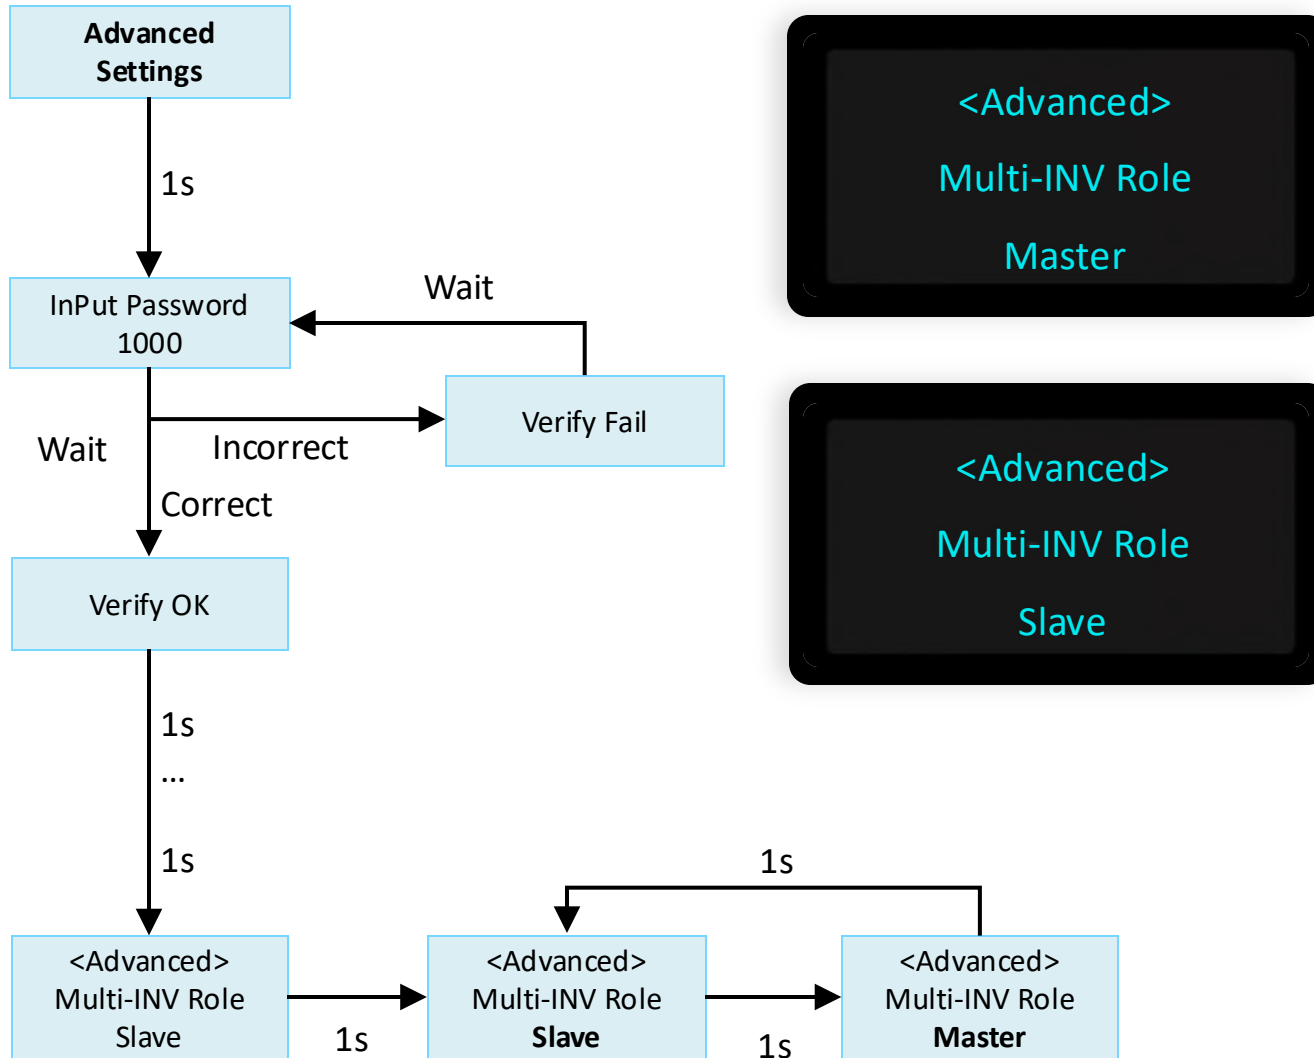 Advanced
Settings
1s
InPut Password
1000
Wait
Verify Fail
Wait
Incorrect
Correct
Verify OK
1s
...
1s
<Advanced>
Multi-INV Role
Slave
1s
<Advanced>
Multi-INV Role
Slave
1s
1s
<Advanced>
Multi-INV Role
Master
<Advanced>
Multi-INV Role
Master
<Advanced>
Multi-INV Role
Slave